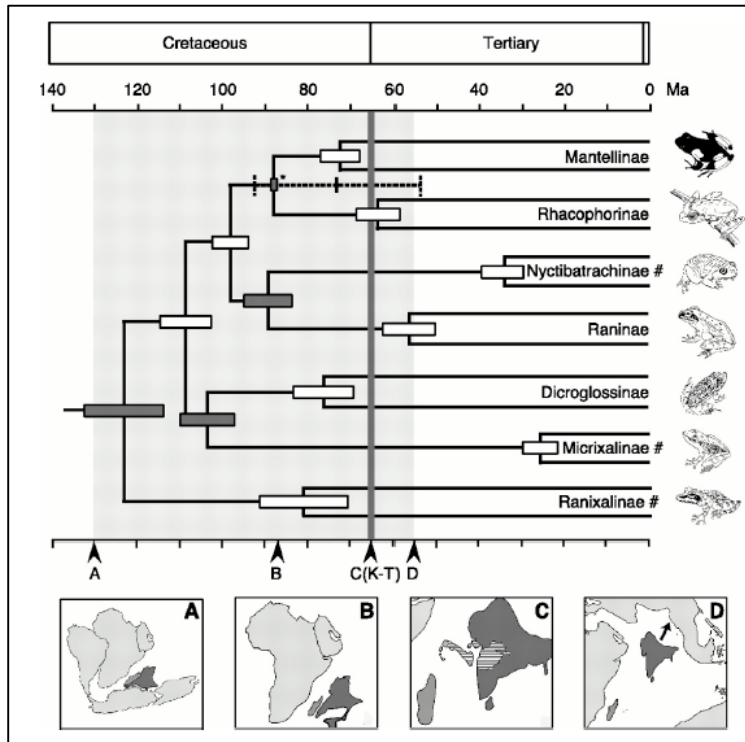 Cretaceous Tertiary
140 120 100 80 60 40 20 0 Ma
Mantellinae
*
Rhacophorinae
Nyctibatrachinae #
Raninae
Dicroglossinae
Micrixalinae #
Ranixalinae #
A B C(K-T) D
A B C D